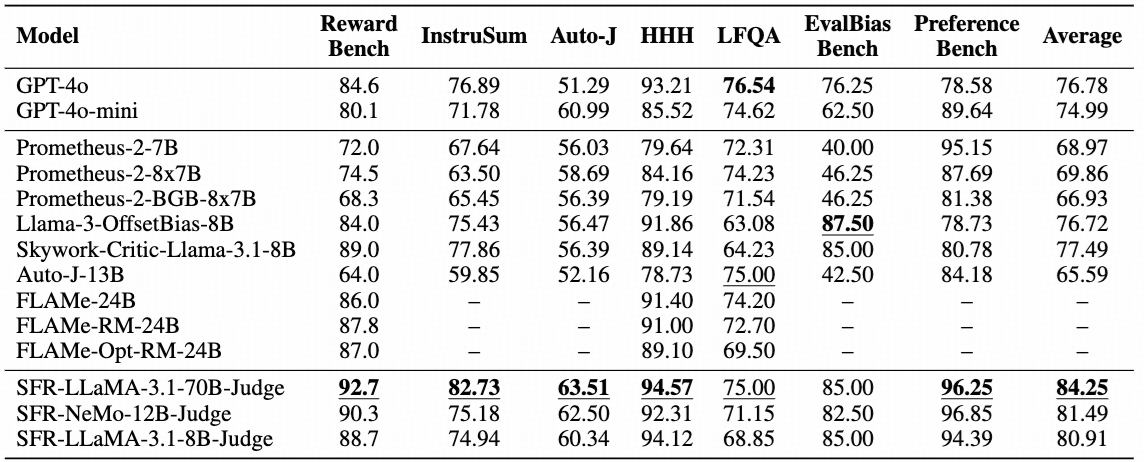 Model Reward Bench InstruSum Auto-J HHH LFQA EvalBias Bench Preference Bench Average
GPT-4o 84.6 76.89 51.29 93.21 76.54 76.25 78.58 76.78
GPT-4o-mini 80.1 71.78 60.99 85.52 74.62 62.50 89.64 74.99
Prometheus-2-7B 72.0 67.64 56.03 79.64 72.31 40.00 95.15 68.97
Prometheus-2-8x7B 74.5 63.50 58.69 84.16 74.23 46.25 87.69 69.86
Prometheus-2-BGB-8x7B 68.3 65.45 56.39 79.19 71.54 46.25 81.38 66.93
Llama-3-OffsetBias-8B 84.0 75.43 56.47 91.86 63.08 87.50 78.73 76.72
Skywork-Critic-Llama-3.1-8B 89.0 77.86 56.39 89.14 64.23 85.00 80.78 77.49
Auto-J-13B 64.0 59.85 52.16 78.73 75.00 42.50 84.18 65.59
FLAMe-24B 86.0 – – 91.40 74.20 – – –
FLAMe-RM-24B 87.8 – – 91.00 72.70 – – –
FLAMe-Opt-RM-24B 87.0 – – 89.10 69.50 – – –
SFR-LLaMA-3.1-70B-Judge 92.7 82.73 63.51 94.57 75.00 85.00 96.25 84.25
SFR-NeMo-12B-Judge 90.3 75.18 62.50 92.31 71.15 82.50 96.85 81.49
SFR-LLaMA-3.1-8B-Judge 88.7 74.94 60.34 94.12 68.85 85.00 94.39 80.91